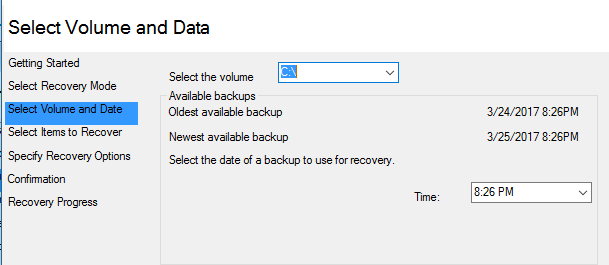 Select Volume and Data
Getting Started
Select Recovery Mode
Select Volume and Date
Select Items to Recover
Specify Recovery Options
Confirmation
Recovery Progress
Select the volume C:\
Available backups
Oldest available backup 3/24/2017 8:26PM
Newest available backup 3/25/2017 8:26PM
Select the date of a backup to use for recovery.
Time: 8:26 PM